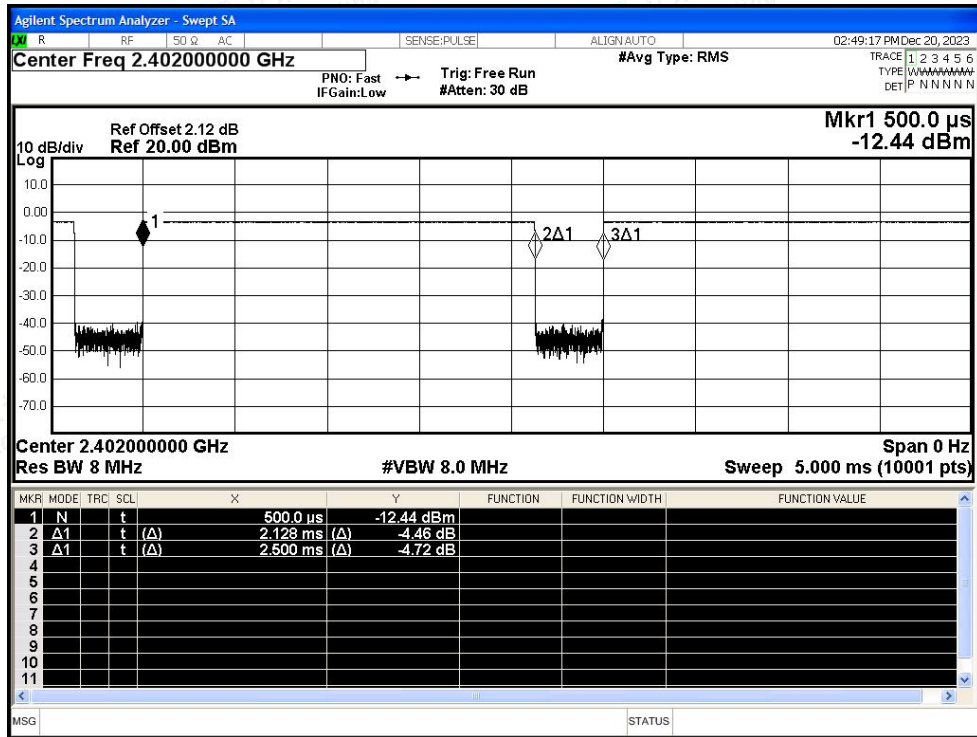 Agilent Spectrum Analyzer - Swept SA
LXI R RF 50 Ω AC SENSE:PULSE ALIGN AUTO 02:49:17 PM Dec 20, 2023
Center Freq 2.402000000 GHz #Avg Type: RMS TRACE 1 2 3 4 5 6
PNO: Fast Trig: Free Run TYPE W
IFGain:Low #Atten: 30 dB DET P N N N N N
Mkr1 500.0 µs
-12.44 dBm
Ref Offset 2.12 dB
10 dB/div Ref 20.00 dBm
Log
10.0
0.00
-10.0
-20.0
-30.0
-40.0
-50.0
-60.0
-70.0
1
2Δ1
3Δ1
Center 2.402000000 GHz Span 0 Hz
Res BW 8 MHz #VBW 8.0 MHz Sweep 5.000 ms (10001 pts)
MKR MODE TRC SCL X Y FUNCTION FUNCTION WIDTH FUNCTION VALUE
1 N t 500.0 µs -12.44 dBm
2 Δ1 t (Δ) 2.128 ms (Δ) -4.46 dB
3 Δ1 t (Δ) 2.500 ms (Δ) -4.72 dB
4
5
6
7
8
9
10
11
MSG STATUS